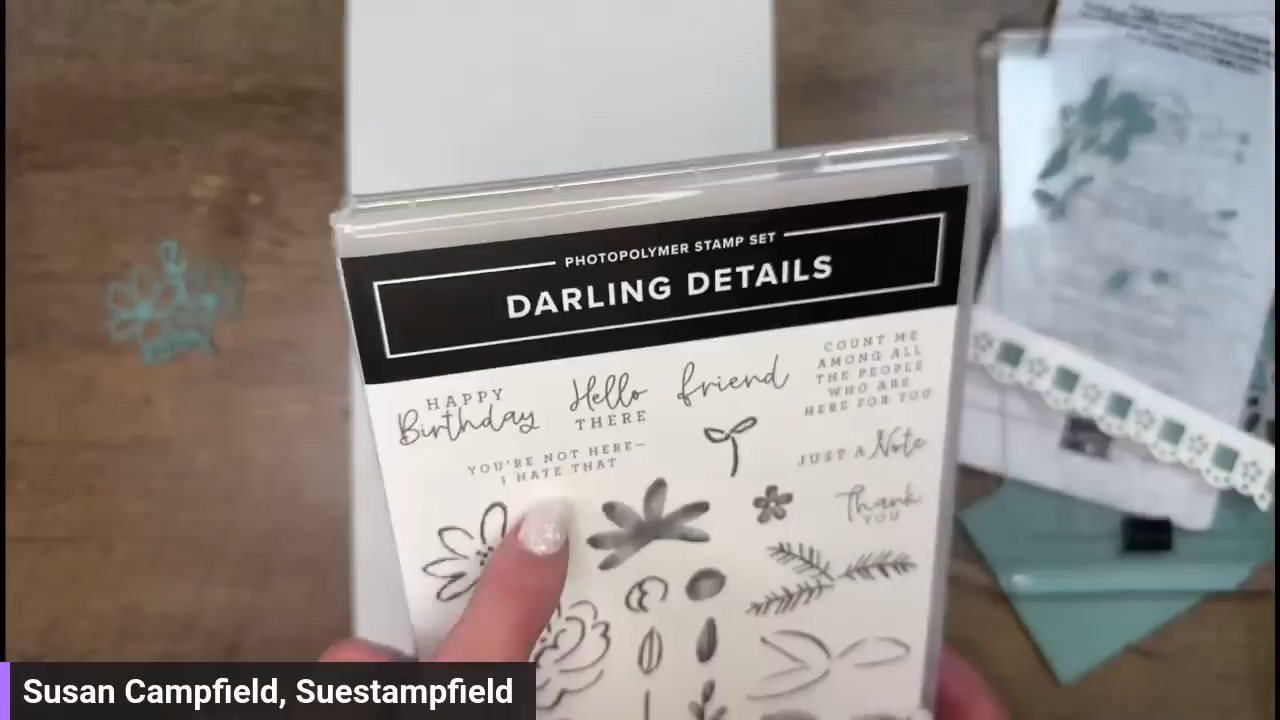 PHOTOPOLYMER STAMP SET
DARLING DETAILS
HAPPY
Birthday
Hello
THERE
friend
COUNT ME
AMONG ALL
THE PEOPLE
WHO ARE
HERE FOR YOU
YOU'RE NOT HERE—
I HATE THAT
JUST A Note
Thank
YOU
Susan Campfield, Suestampfield